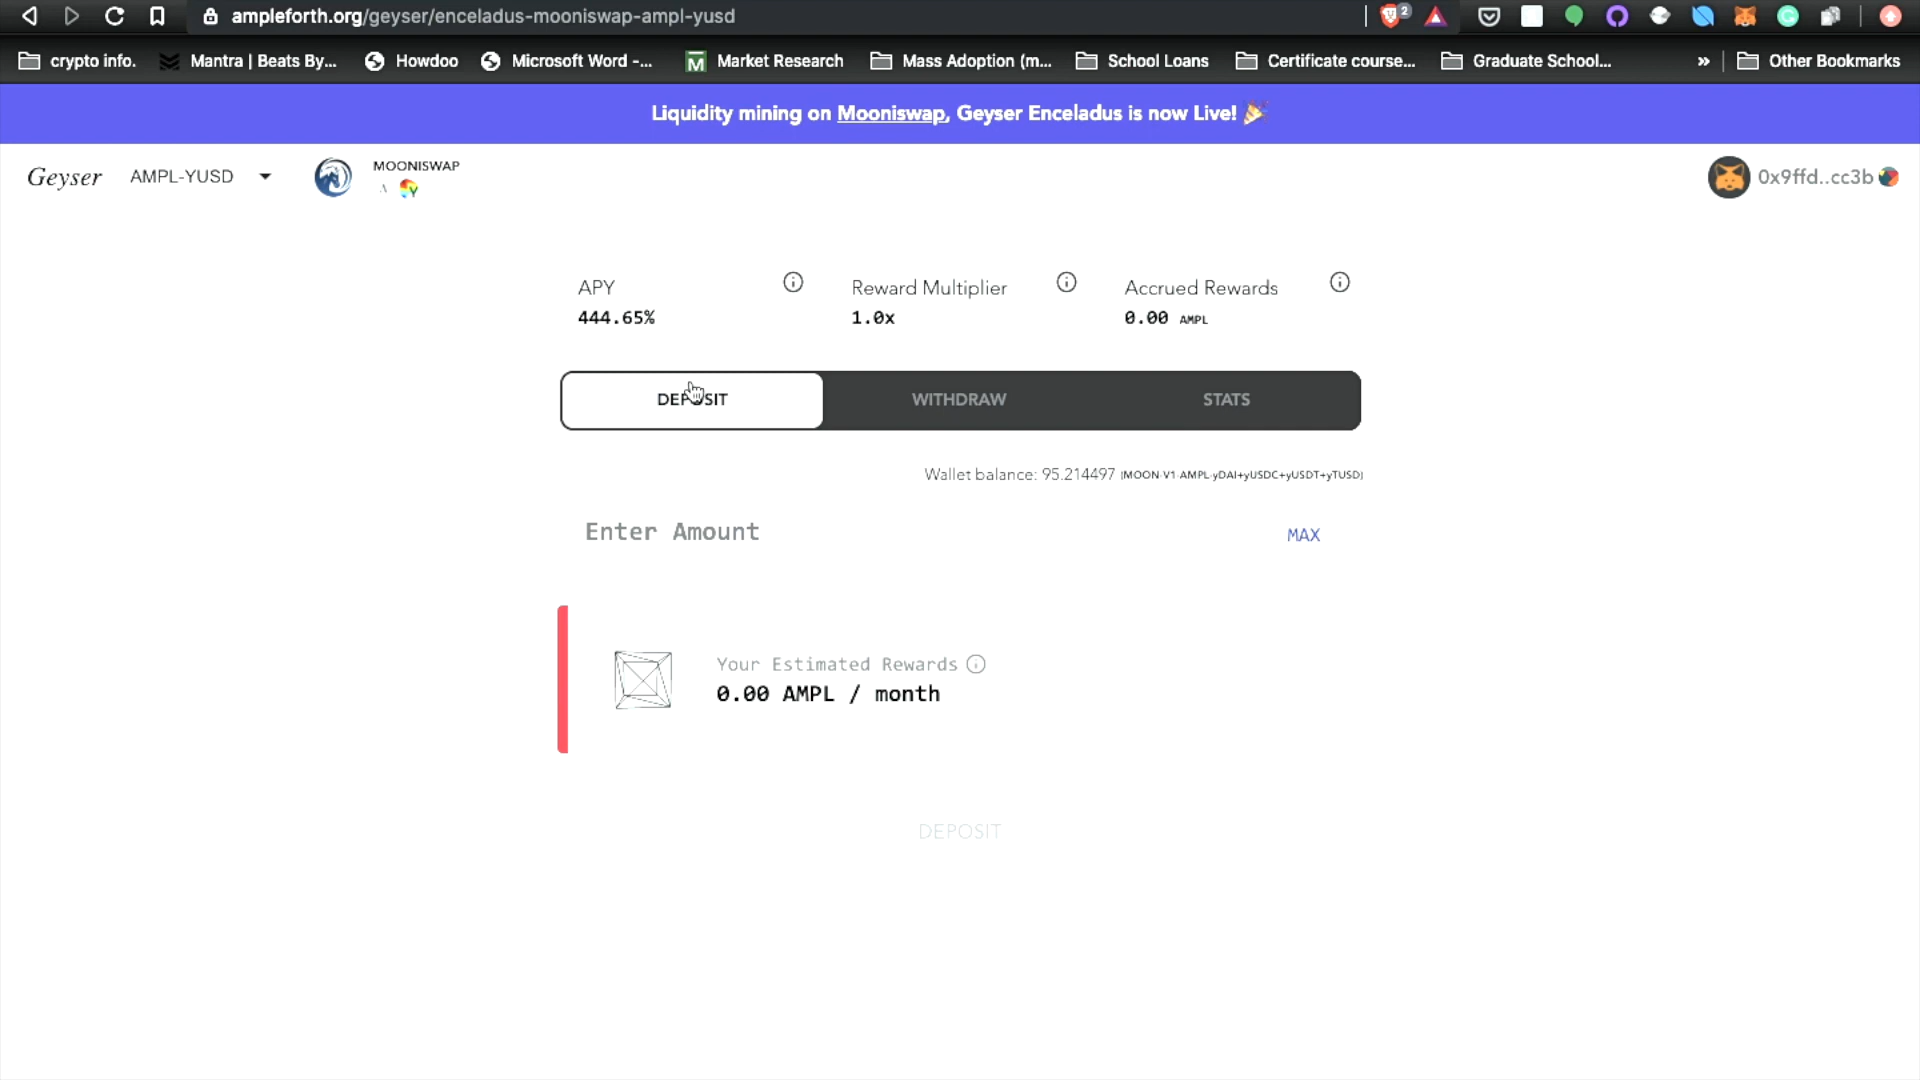 ampleforth.org/geyser/enceladus-mooniswap-ampl-yusd
2
crypto info.
Mantra | Beats By...
Howdoo
Microsoft Word -...
Market Research
Mass Adoption (m...
School Loans
Certificate course...
Graduate School...
»
Other Bookmarks
Liquidity mining on Mooniswap, Geyser Enceladus is now Live! 🎉
Geyser
AMPL-YUSD
MOONISWAP
0x9ffd..cc3b
APY
444.65%
Reward Multiplier
1.0x
Accrued Rewards
0.00 AMPL
DEPOSIT
WITHDRAW
STATS
Wallet balance: 95.214497 (MOON-V1-AMPL-yDAI+yUSDC+yUSDT+yTUSD)
Enter Amount
MAX
Your Estimated Rewards
0.00 AMPL / month
DEPOSIT